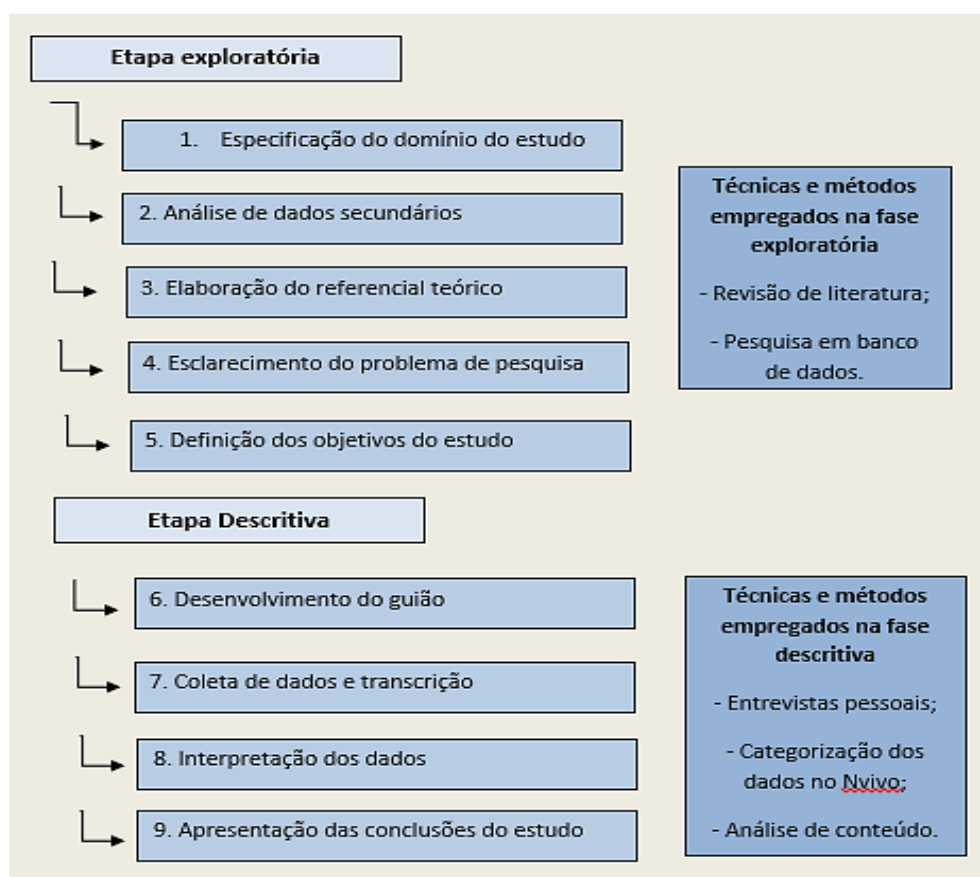 Etapa exploratória
1. Especificação do domínio do estudo
2. Análise de dados secundários
3. Elaboração do referencial teórico
4. Esclarecimento do problema de pesquisa
5. Definição dos objetivos do estudo
Técnicas e métodos
empregados na fase
exploratória
- Revisão de literatura;
- Pesquisa em banco
de dados.
Etapa Descritiva
6. Desenvolvimento do guião
7. Coleta de dados e transcrição
8. Interpretação dos dados
9. Apresentação das conclusões do estudo
Técnicas e métodos
empregados na fase
descritiva
- Entrevistas pessoais;
- Categorização dos
dados no Nvivo;
- Análise de conteúdo.